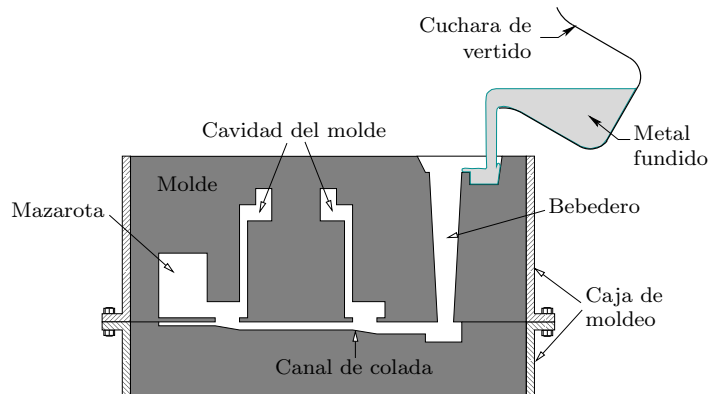 Cuchara de
vertido
Cavidad del molde
Metal
fundido
Molde
Mazarota
Bebedero
Caja de
moldeo
Canal de colada